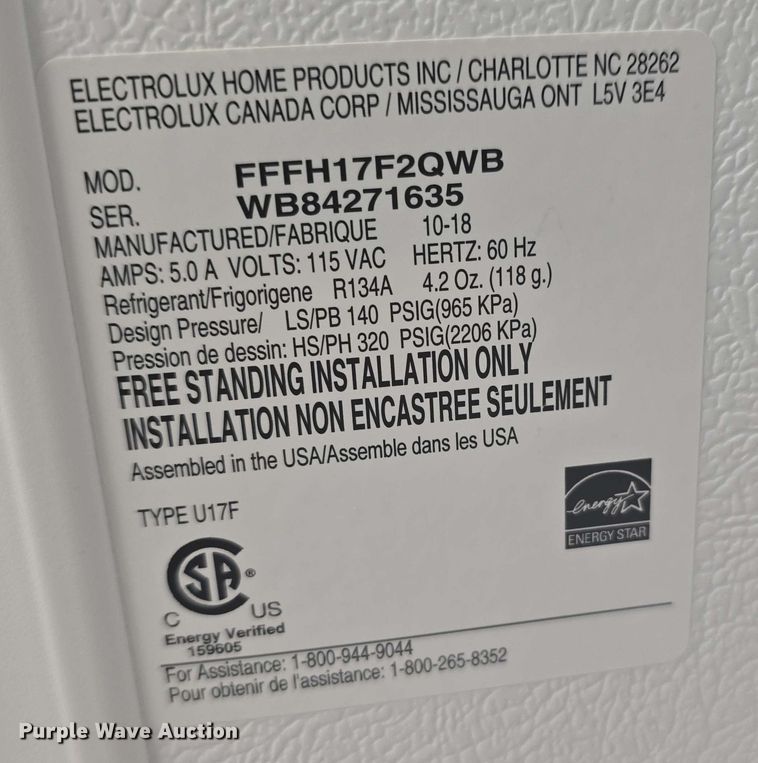 ELECTROLUX HOME PRODUCTS INC / CHARLOTTE NC 28262
ELECTROLUX CANADA CORP / MISSISSAUGA ONT L5V 3E4
MOD. FFFH17F2QWB
SER. WB84271635
MANUFACTURED/FABRIQUE 10-18
AMPS: 5.0 A VOLTS: 115 VAC HERTZ: 60 Hz
Refrigerant/Frigorigene R134A 4.2 Oz. (118 g.)
Design Pressure/ LS/PB 140 PSIG(965 KPa)
Pression de dessin: HS/PH 320 PSIG(2206 KPa)
FREE STANDING INSTALLATION ONLY
INSTALLATION NON ENCASTREE SEULEMENT
Assembled in the USA/Assemble dans les USA
TYPE U17F
energy
ENERGY STAR
SA ®
C US
Energy Verified
159605
For Assistance: 1-800-944-9044
Pour obtenir de l'assistance: 1-800-265-8352
Purple Wave Auction